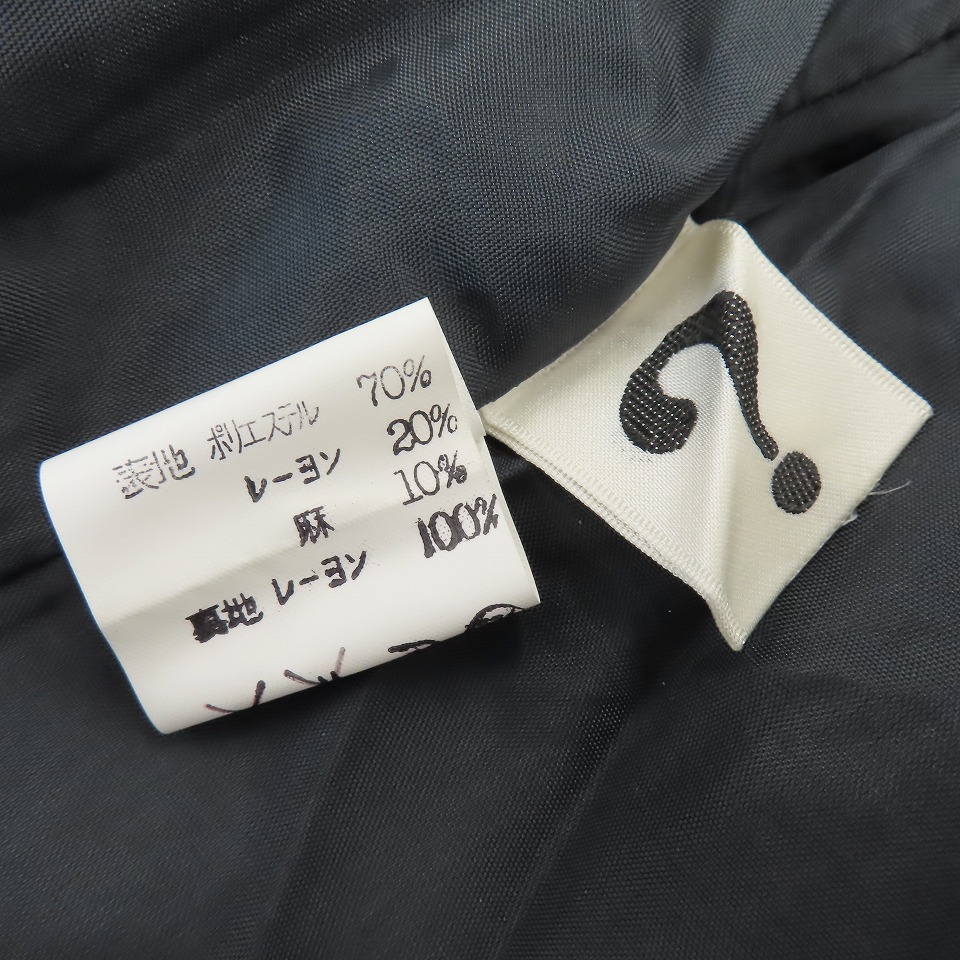 表地 ポリエステル 70%
レーヨン 20%
麻 10%
裏地 レーヨン 100%
?